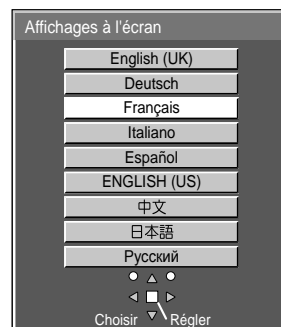 Affichages à l'écran
English (UK)
Deutsch
Français
Italiano
Español
ENGLISH (US)
中文
日本語
Русский
Choisir Régler